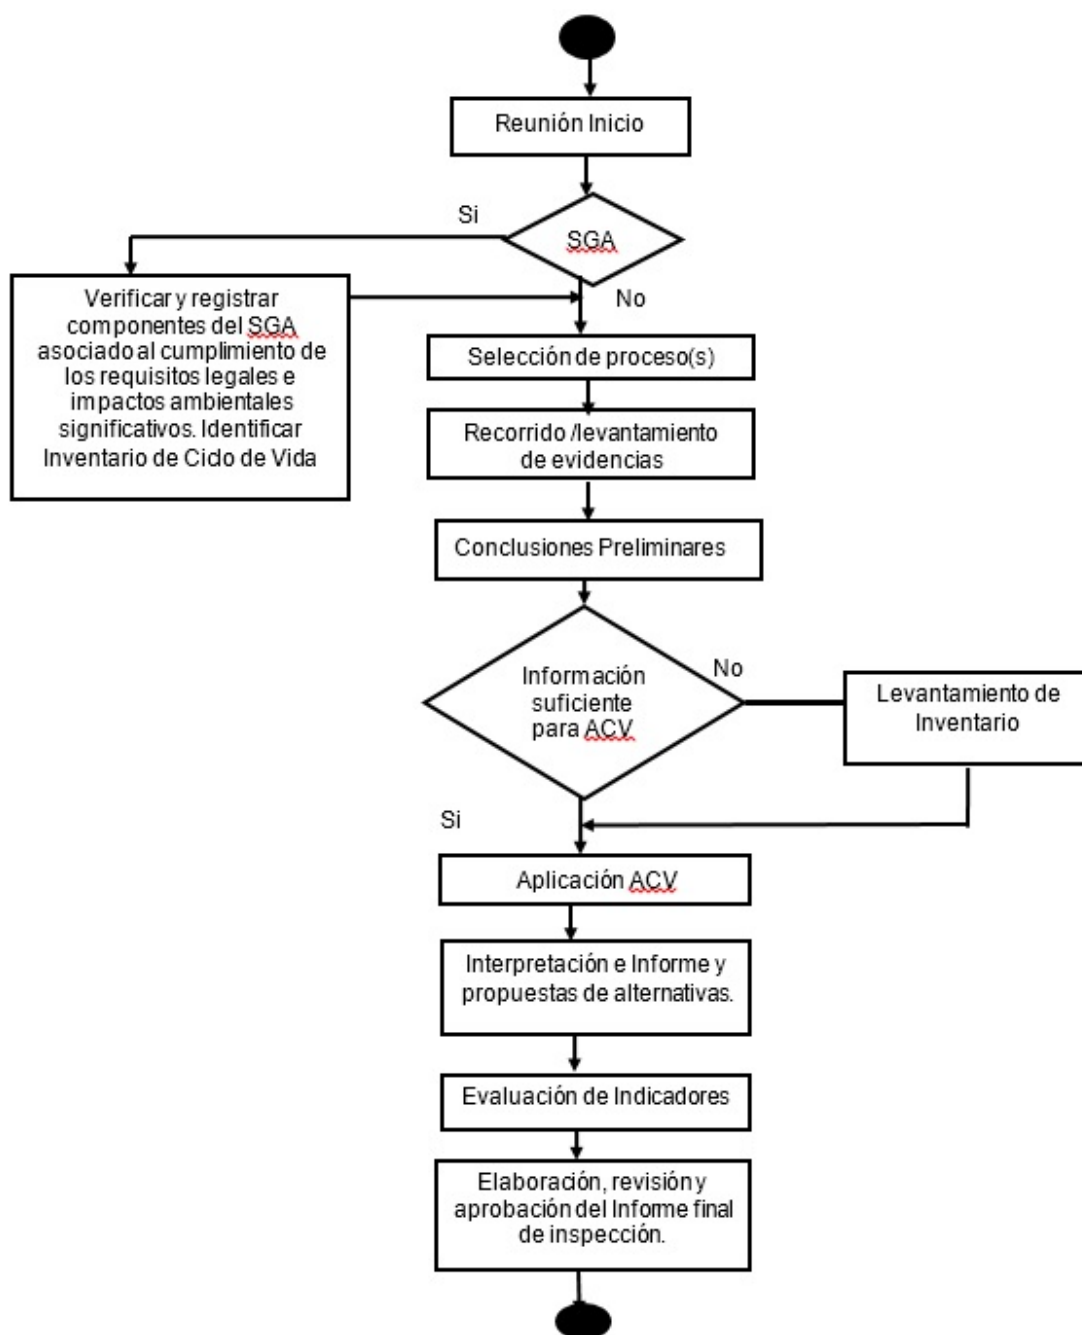 Reunión Inicio
Si
SGA
No
Verificar y registrar
componentes del SGA
asociado al cumplimiento de
los requisitos legales e
impactos ambientales
significativos. Identificar
Inventario de Ciclo de Vida
Selección de proceso(s)
Recorrido /levantamiento
de evidencias
Conclusiones Preliminares
Información
suficiente
para ACV
No
Levantamiento de
Inventario
Si
Aplicación ACV
Interpretación e Informe y
propuestas de alternativas.
Evaluación de Indicadores
Elaboración, revisión y
aprobación del Informe final
de inspección.